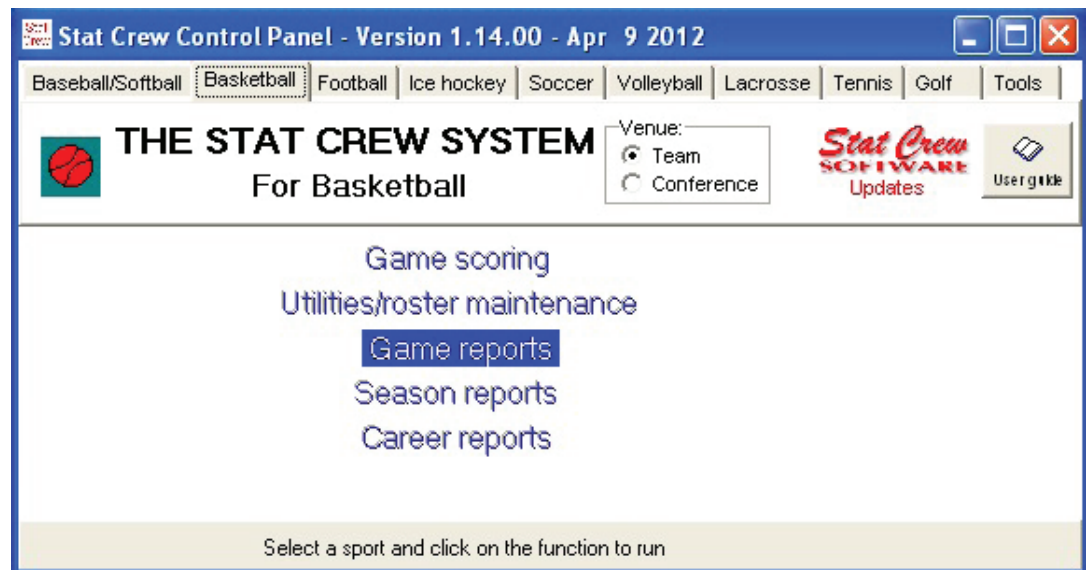 Stat Crew Control Panel - Version 1.14.00 - Apr 9 2012
Baseball/Softball Basketball Football Ice hockey Soccer Volleyball Lacrosse Tennis Golf Tools
THE STAT CREW SYSTEM
For Basketball
Venue:
Team
Conference
Stat Crew
SOFTWARE
Updates
User guide
Game scoring
Utilities/roster maintenance
Game reports
Season reports
Career reports
Select a sport and click on the function to run